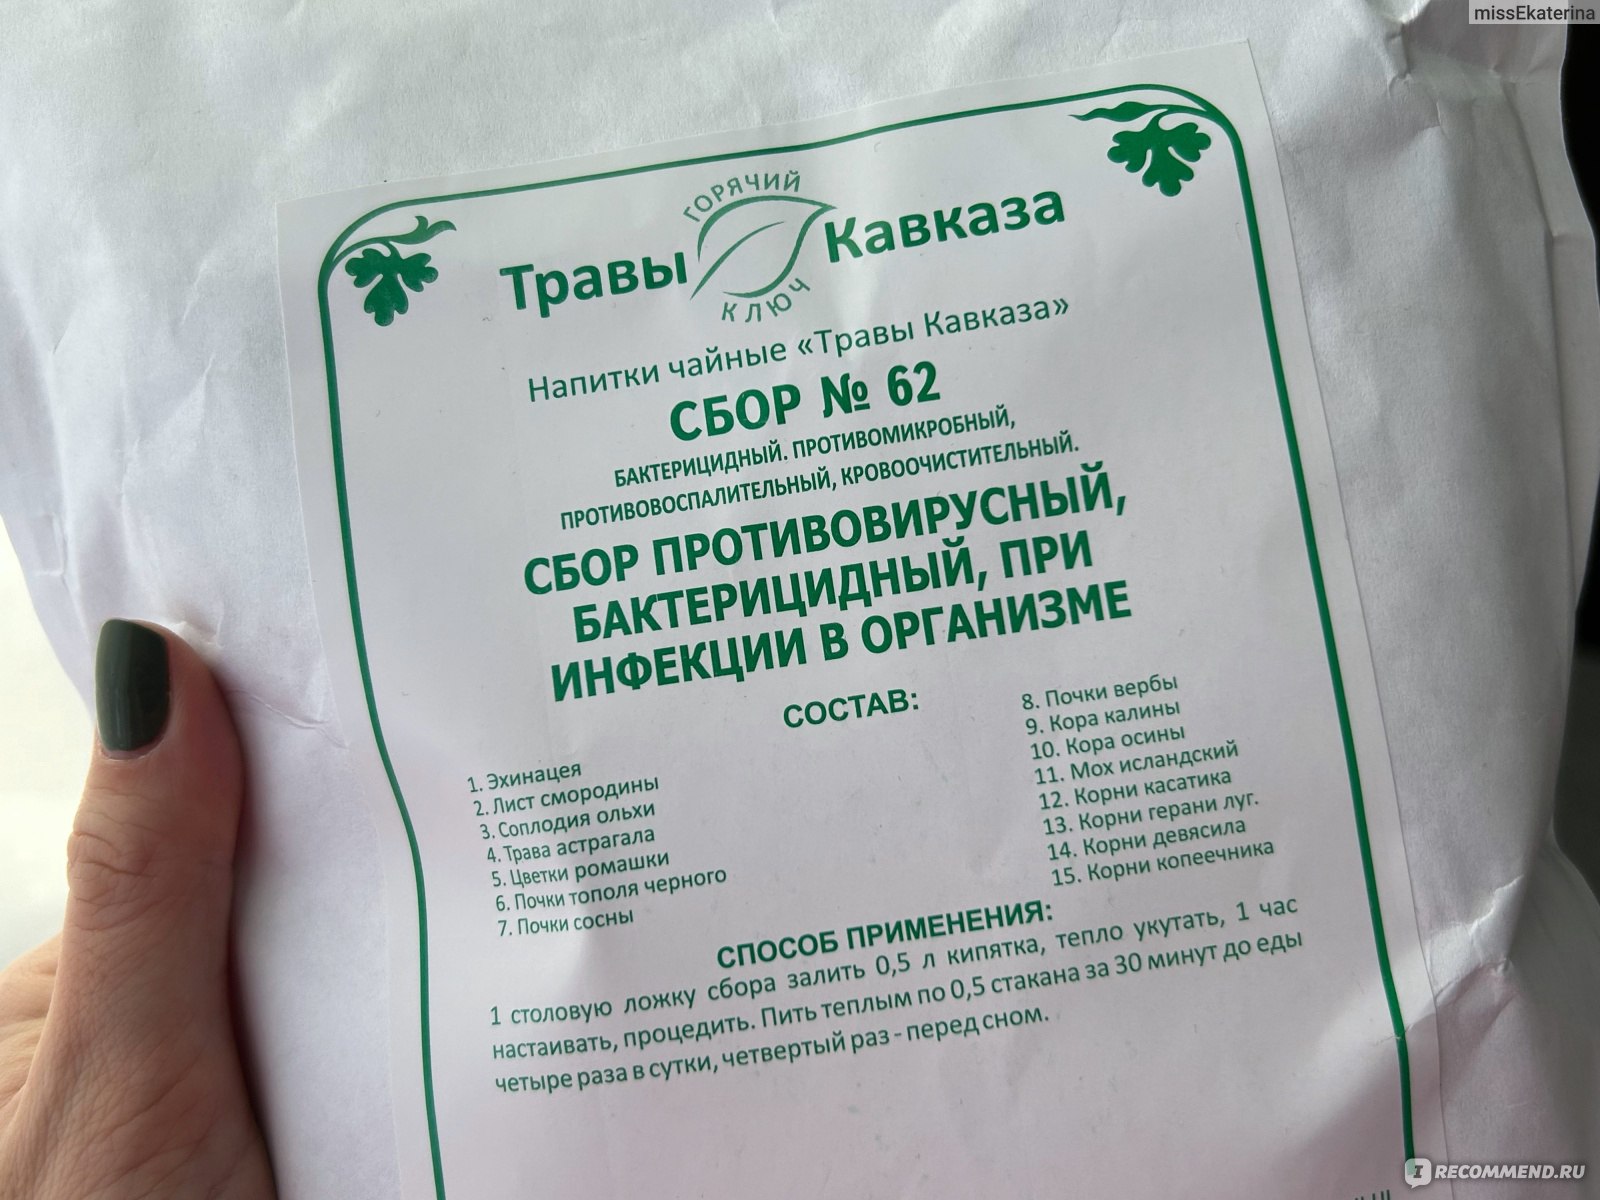 missEkaterina
ГОРЯЧИЙ
Травы Кавказа
КЛЮЧ
Напитки чайные «Травы Кавказа»
СБОР № 62
БАКТЕРИЦИДНЫЙ. ПРОТИВОМИКРОБНЫЙ,
ПРОТИВОВОСПАЛИТЕЛЬНЫЙ, КРОВООЧИСТИТЕЛЬНЫЙ.
СБОР ПРОТИВОВИРУСНЫЙ,
БАКТЕРИЦИДНЫЙ, ПРИ
ИНФЕКЦИИ В ОРГАНИЗМЕ
СОСТАВ:
1. Эхинацея
2. Лист смородины
3. Соплодия ольхи
4. Трава астрагала
5. Цветки ромашки
6. Почки тополя черного
7. Почки сосны
8. Почки вербы
9. Кора калины
10. Кора осины
11. Мох исландский
12. Корни касатика
13. Корни герани луг.
14. Корни девясила
15. Корни копеечника
СПОСОБ ПРИМЕНЕНИЯ:
1 столовую ложку сбора залить 0,5 л кипятка, тепло укутать, 1 час
настаивать, процедить. Пить теплым по 0,5 стакана за 30 минут до еды
четыре раза в сутки, четвертый раз - перед сном.
IRECOMMEND.RU